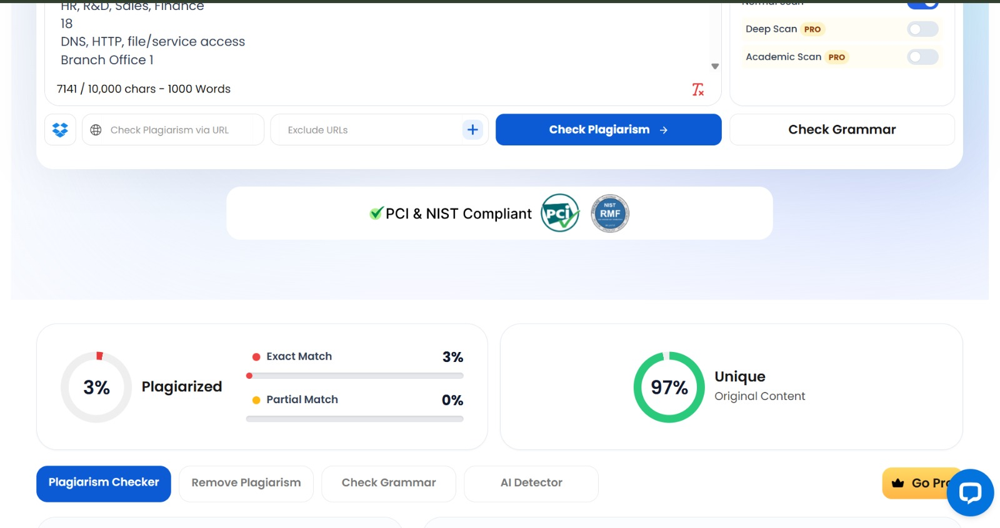 HR, R&D, Sales, Finance
18
DNS, HTTP, file/service access
Branch Office 1
7141 / 10,000 chars - 1000 Words
Normal Scan
Deep Scan PRO
Academic Scan PRO
Check Plagiarism via URL
Exclude URLs
Check Plagiarism
Check Grammar
PCI & NIST Compliant
PCi
NIST
RMF
3%
Plagiarized
Exact Match 3%
Partial Match 0%
97%
Unique
Original Content
Plagiarism Checker
Remove Plagiarism
Check Grammar
AI Detector
Go Pro